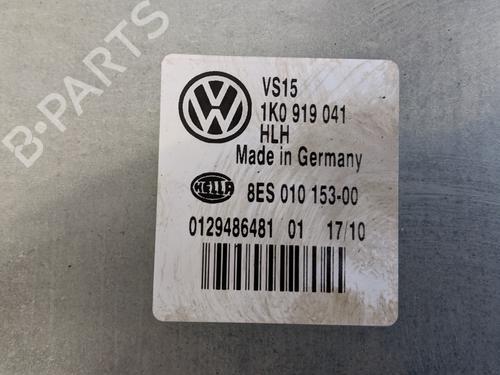 B-PARTS
VS15
1K0 919 041
HLH
Made in Germany
HELLA
8ES 010 153-00
0129486481 01 17/10